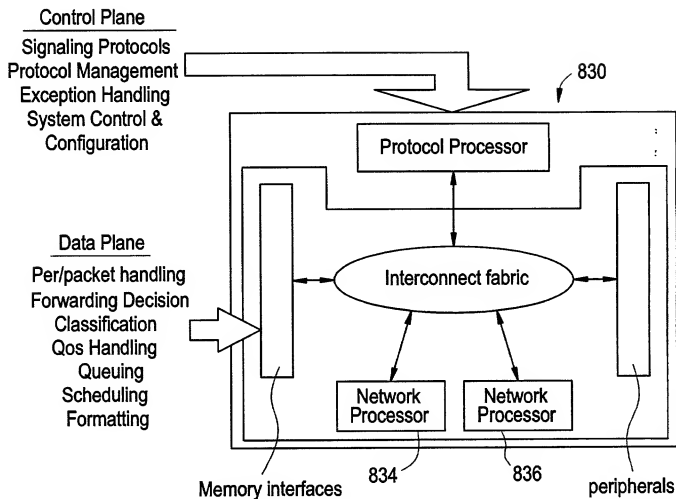 Control Plane
Signaling Protocols
Protocol Management
Exception Handling
System Control &
Configuration
830
Protocol Processor
Data Plane
Per/packet handling
Forwarding Decision
Classification
Qos Handling
Queuing
Scheduling
Formatting
Interconnect fabric
Network
Processor
Network
Processor
834
836
Memory interfaces
peripherals